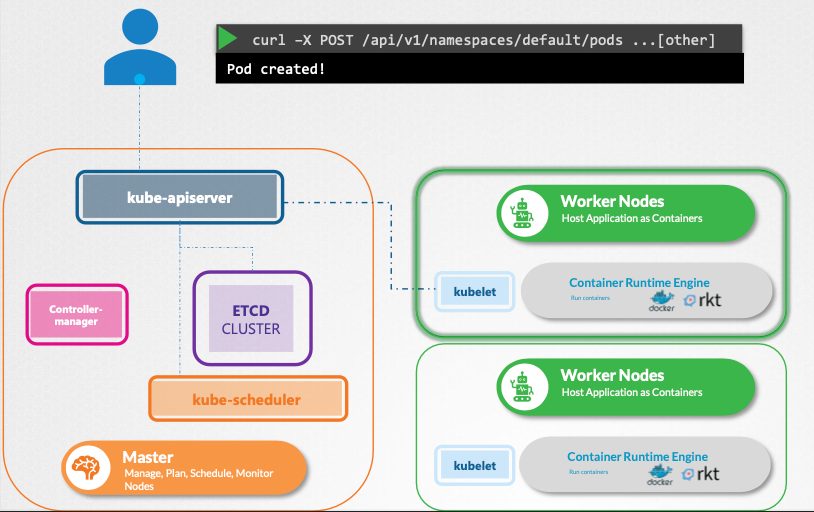 curl –X POST /api/v1/namespaces/default/pods ...[other]
Pod created!
kube-apiserver
Controller-
manager
ETCD
CLUSTER
kube-scheduler
Master
Manage, Plan, Schedule, Monitor
Nodes
Worker Nodes
Host Application as Containers
kubelet
Container Runtime Engine
Run containers
docker
rkt
Worker Nodes
Host Application as Containers
kubelet
Container Runtime Engine
Run containers
docker
rkt